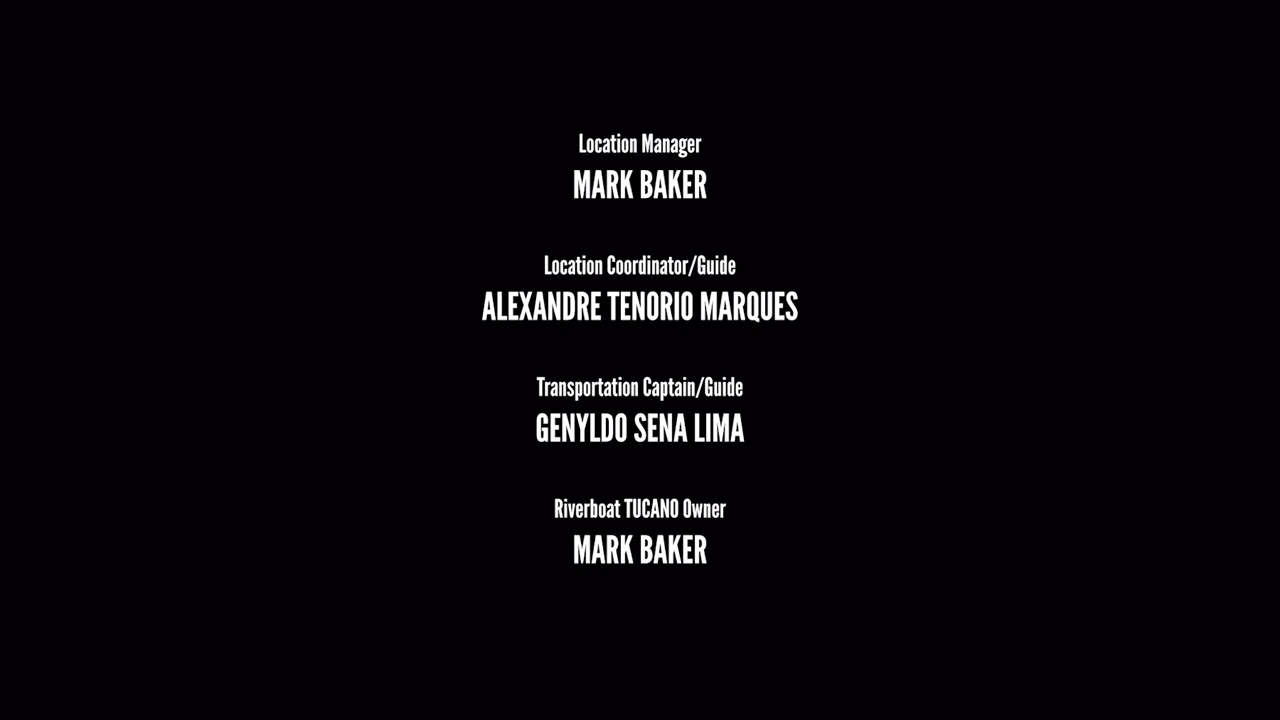 Location Manager
MARK BAKER
Location Coordinator/Guide
ALEXANDRE TENORIO MARQUES
Transportation Captain/Guide
GENYLDO SENA LIMA
Riverboat TUCANO Owner
MARK BAKER